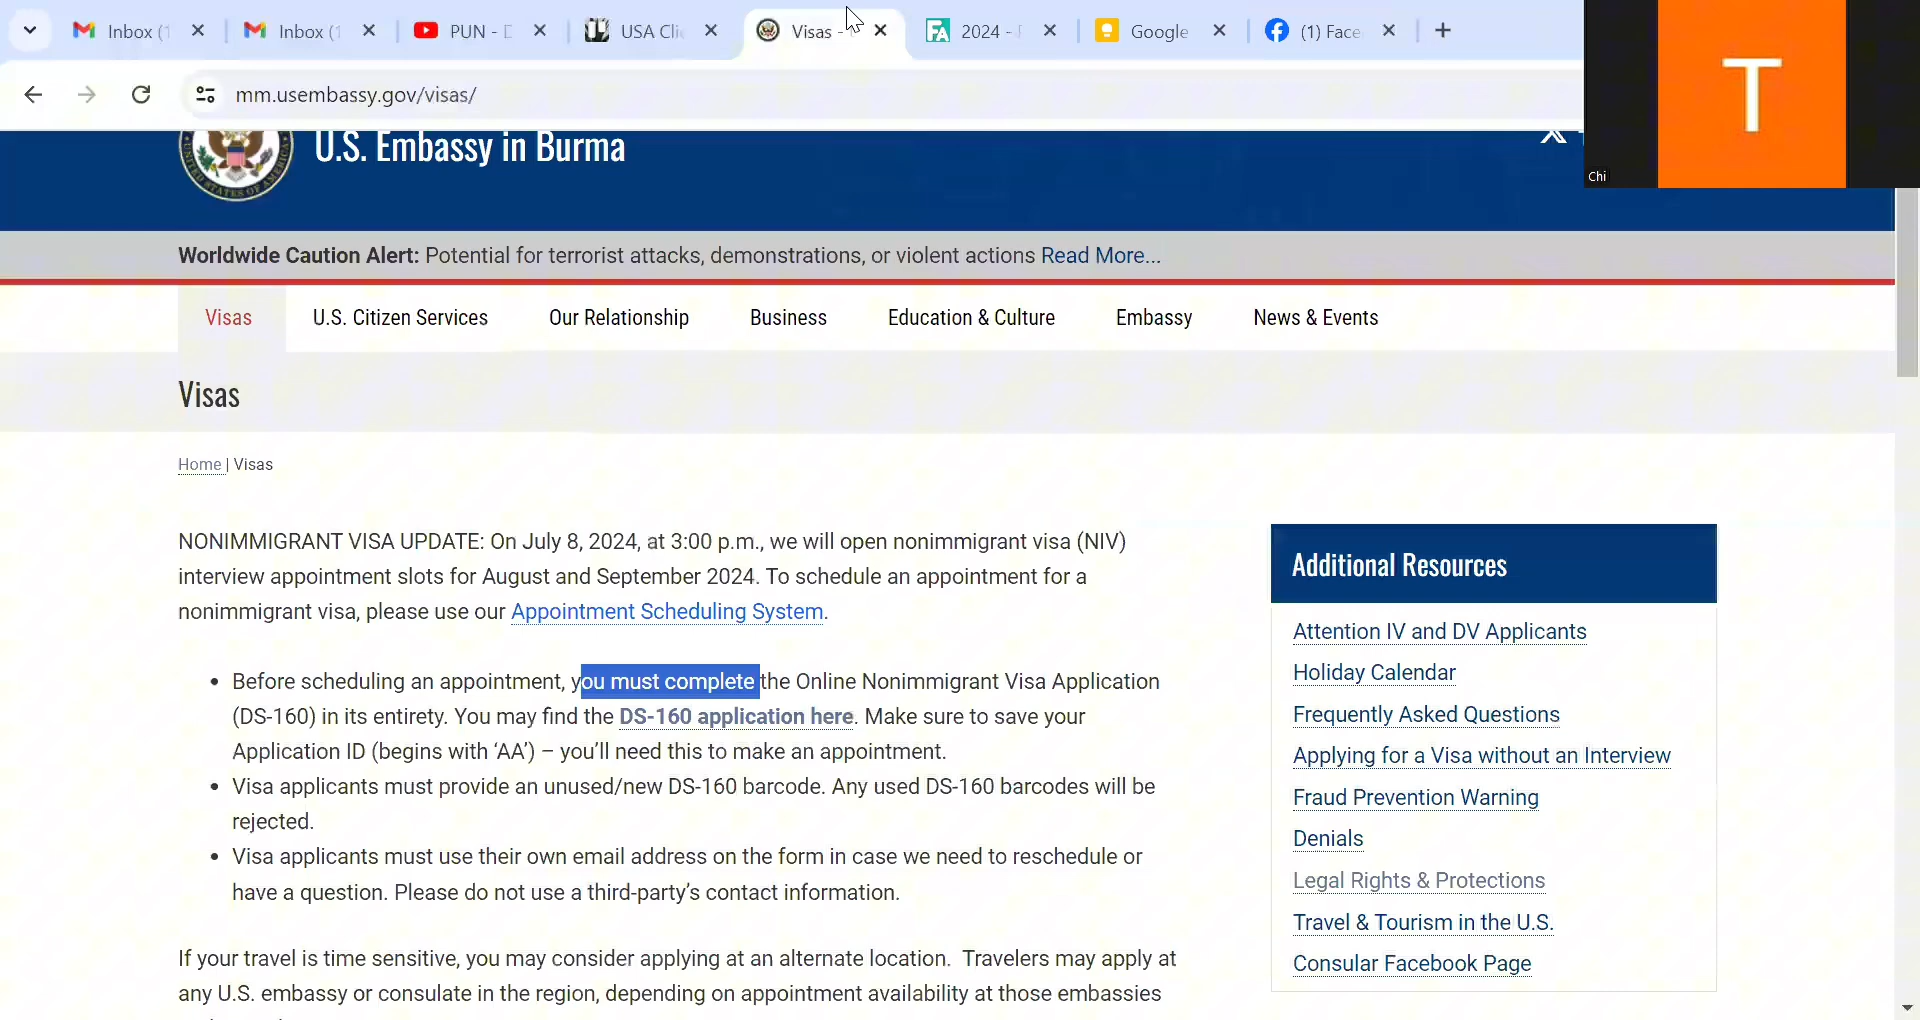 Inbox (1
Inbox (1
PUN - D
USA Cli
Visas -
2024 -
Google
(1) Face
mm.usembassy.gov/visas/
T
Chi
U.S. Embassy in Burma
Worldwide Caution Alert: Potential for terrorist attacks, demonstrations, or violent actions Read More...
Visas
U.S. Citizen Services
Our Relationship
Business
Education & Culture
Embassy
News & Events
Visas
Home | Visas
NONIMMIGRANT VISA UPDATE: On July 8, 2024, at 3:00 p.m., we will open nonimmigrant visa (NIV)
interview appointment slots for August and September 2024. To schedule an appointment for a
nonimmigrant visa, please use our Appointment Scheduling System.
• Before scheduling an appointment, you must complete the Online Nonimmigrant Visa Application
(DS-160) in its entirety. You may find the DS-160 application here. Make sure to save your
Application ID (begins with ‘AA’) – you’ll need this to make an appointment.
• Visa applicants must provide an unused/new DS-160 barcode. Any used DS-160 barcodes will be
rejected.
• Visa applicants must use their own email address on the form in case we need to reschedule or
have a question. Please do not use a third-party’s contact information.
If your travel is time sensitive, you may consider applying at an alternate location. Travelers may apply at
any U.S. embassy or consulate in the region, depending on appointment availability at those embassies
Additional Resources
Attention IV and DV Applicants
Holiday Calendar
Frequently Asked Questions
Applying for a Visa without an Interview
Fraud Prevention Warning
Denials
Legal Rights & Protections
Travel & Tourism in the U.S.
Consular Facebook Page